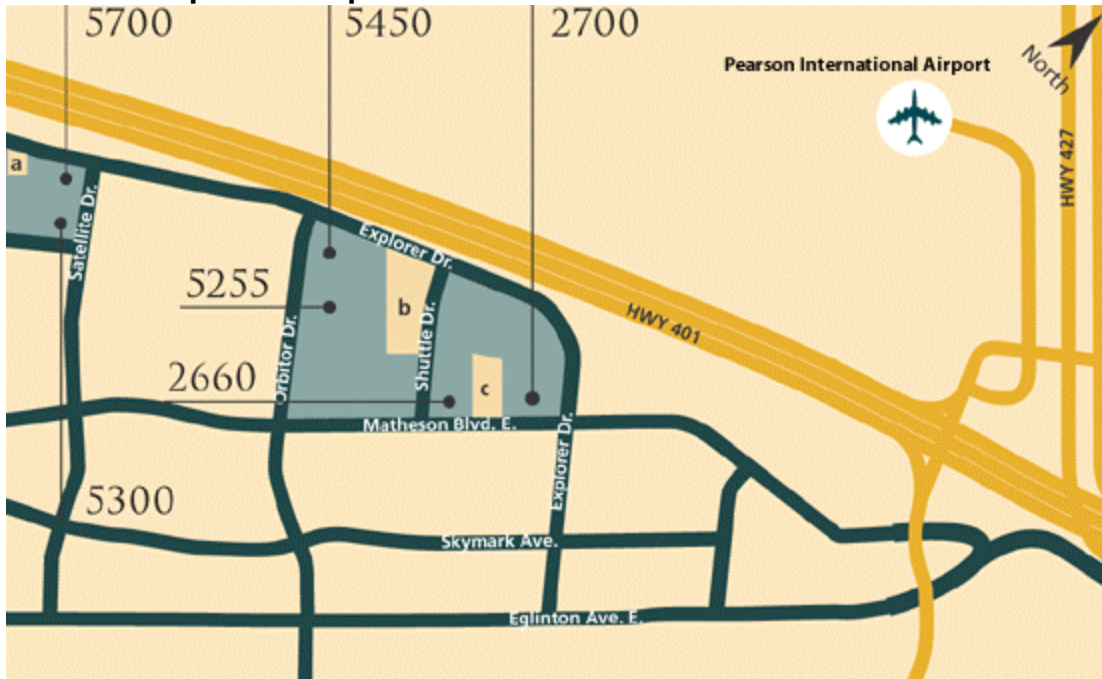 5700
5450
2700
Pearson International Airport
North
HWY 427
a
Satellite Dr.
Explorer Dr.
5255
b
Shuttle Dr.
Orbitor Dr.
HWY 401
2660
c
Matheson Blvd. E.
Explorer Dr.
5300
Skymark Ave.
Eglinton Ave. E.